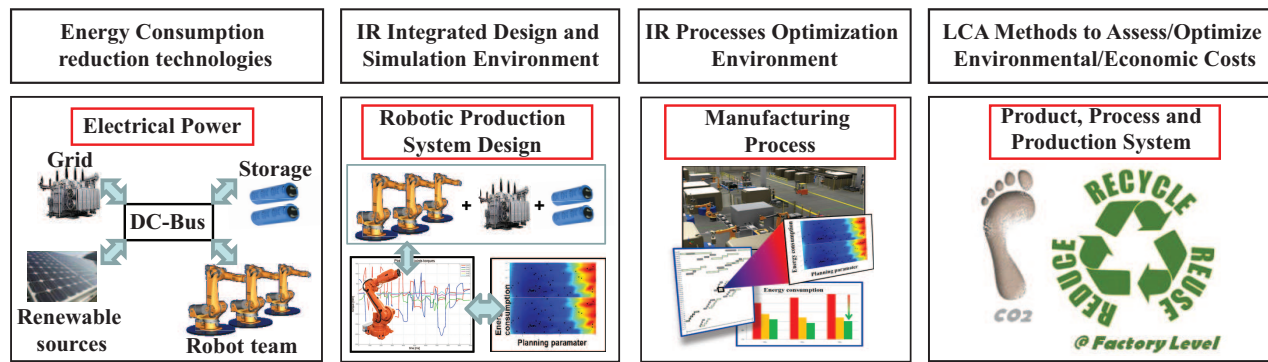 Energy Consumption
reduction technologies
IR Integrated Design and
Simulation Environment
IR Processes Optimization
Environment
LCA Methods to Assess/Optimize
Environmental/Economic Costs
Electrical Power
Grid
Storage
DC-Bus
Renewable
sources
Robot team
Robotic Production
System Design
+
+
Energy
consumption
Planning paramater
Manufacturing
Process
Energy consumption
Planning parameter
Energy consumption
Product, Process and
Production System
CO2
REDUCE
RECYCLE
REUSE
@ Factory Level